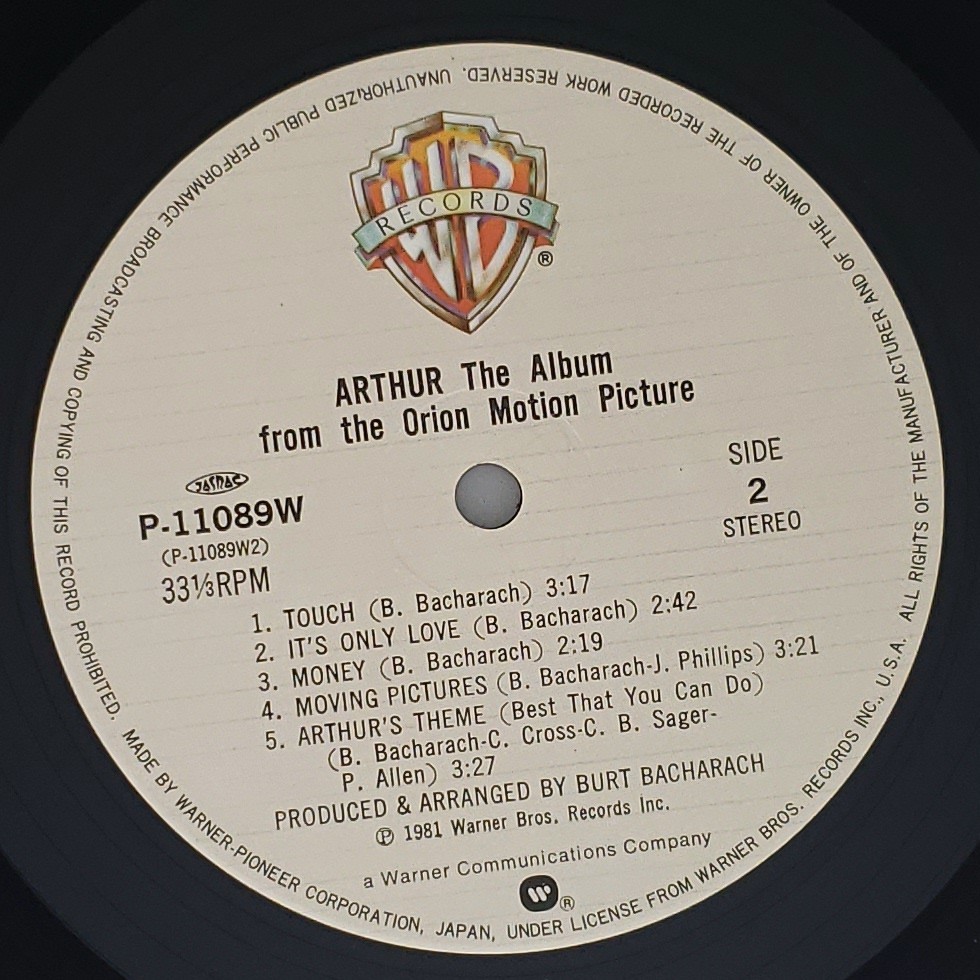 WB
RECORDS
®
ARTHUR The Album
from the Orion Motion Picture
JASRAC
P-11089W
(P-11089W2)
33⅓RPM
SIDE
2
STEREO
1. TOUCH (B. Bacharach) 3:17
2. IT'S ONLY LOVE (B. Bacharach) 2:42
3. MONEY (B. Bacharach) 2:19
4. MOVING PICTURES (B. Bacharach-J. Phillips) 3:21
5. ARTHUR'S THEME (Best That You Can Do)
(B. Bacharach-C. Cross-C. B. Sager-
P. Allen) 3:27
PRODUCED & ARRANGED BY BURT BACHARACH
℗ 1981 Warner Bros. Records Inc.
a Warner Communications Company
W ®
MADE BY WARNER-PIONEER CORPORATION, JAPAN, UNDER LICENSE FROM WARNER BROS. RECORDS INC., U.S.A. ALL RIGHTS OF THE MANUFACTURER AND OF THE OWNER OF THE RECORDED WORK RESERVED. UNAUTHORIZED PUBLIC PERFORMANCE BROADCASTING AND COPYING OF THIS RECORD PROHIBITED.